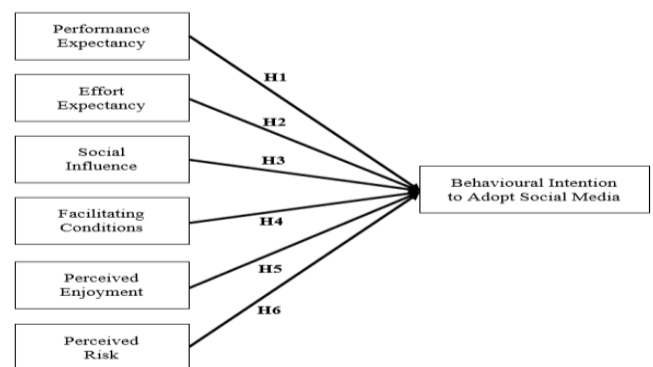 Performance
Expectancy
H1
Effort
Expectancy
H2
Social
Influence
H3
Behavioural Intention
to Adopt Social Media
Facilitating
Conditions
H4
Perceived
Enjoyment
H5
H6
Perceived
Risk